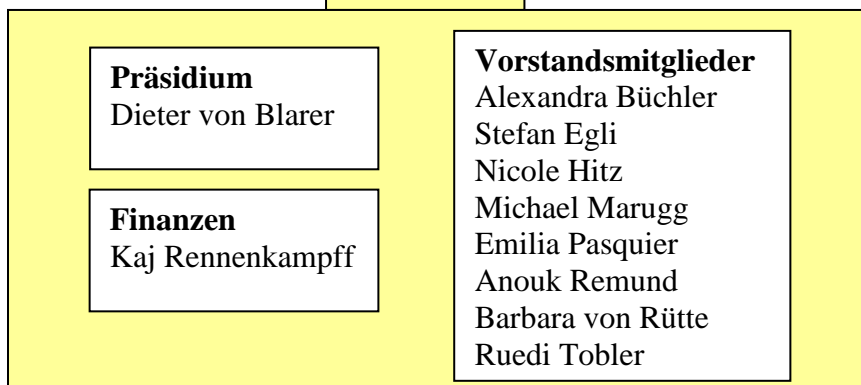 Präsidium
Dieter von Blarer
Finanzen
Kaj Rennenkampff
Vorstandsmitglieder
Alexandra Büchler
Stefan Egli
Nicole Hitz
Michael Marugg
Emilia Pasquier
Anouk Remund
Barbara von Rütte
Ruedi Tobler